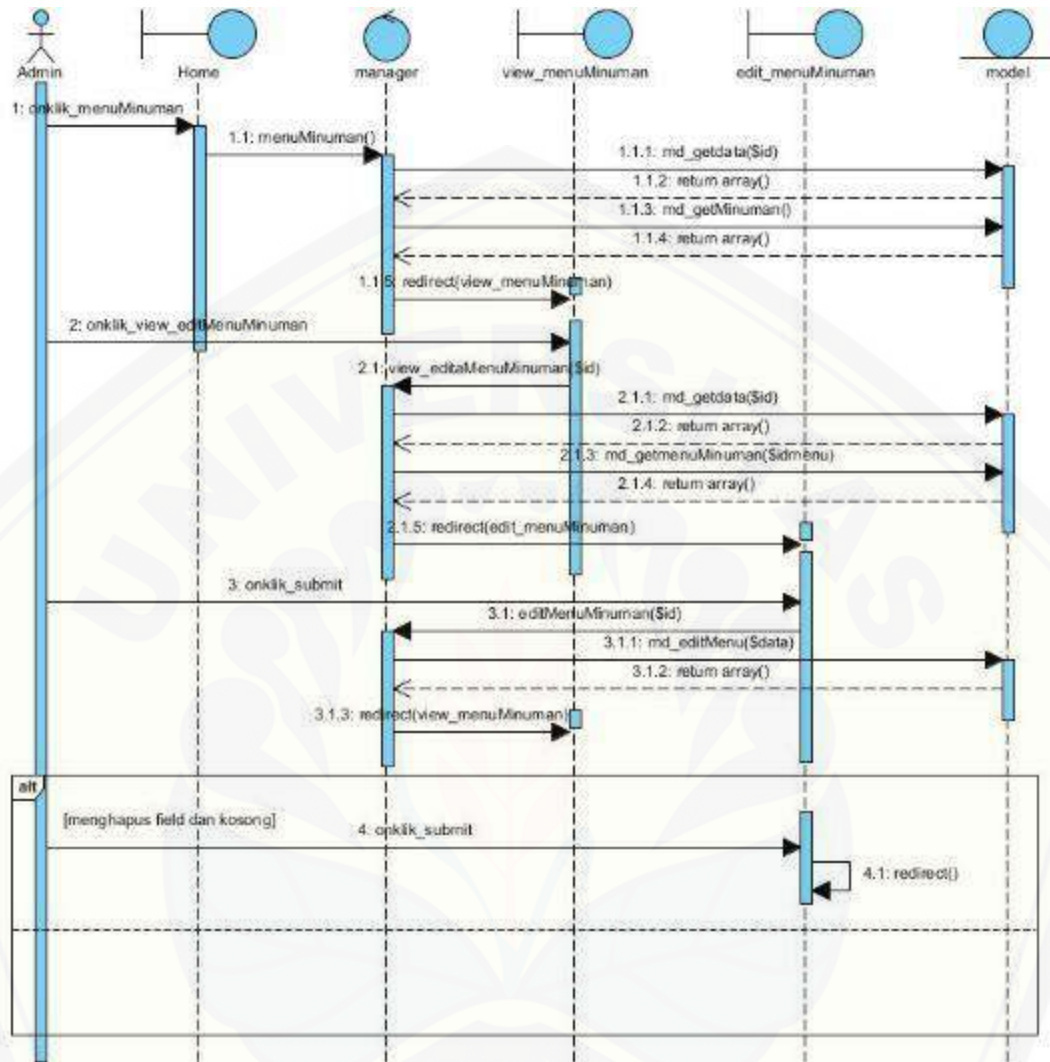 Admin
Home
manager
view_menuMinuman
edit_menuMinuman
model
1: onklik_menuMinuman
1.1: menuMinuman()
1.1.1: md_getdata($id)
1.1.2: return array()
1.1.3: md_getMinuman()
1.1.4: return array()
1.1.5: redirect(view_menuMinuman)
2: onklik_view_editMenuMinuman
2.1: view_editaMenuMinuman($id)
2.1.1: md_getdata($id)
2.1.2: return array()
2.1.3: md_getmenuMinuman($idmenu)
2.1.4: return array()
2.1.5: redirect(edit_menuMinuman)
3: onklik_submit
3.1: editMenuMinuman($id)
3.1.1: md_editMenu($data)
3.1.2: return array()
3.1.3: redirect(view_menuMinuman)
alt
[menghapus field dan kosong]
4: onklik_submit
4.1: redirect()
UNIVERSITAS